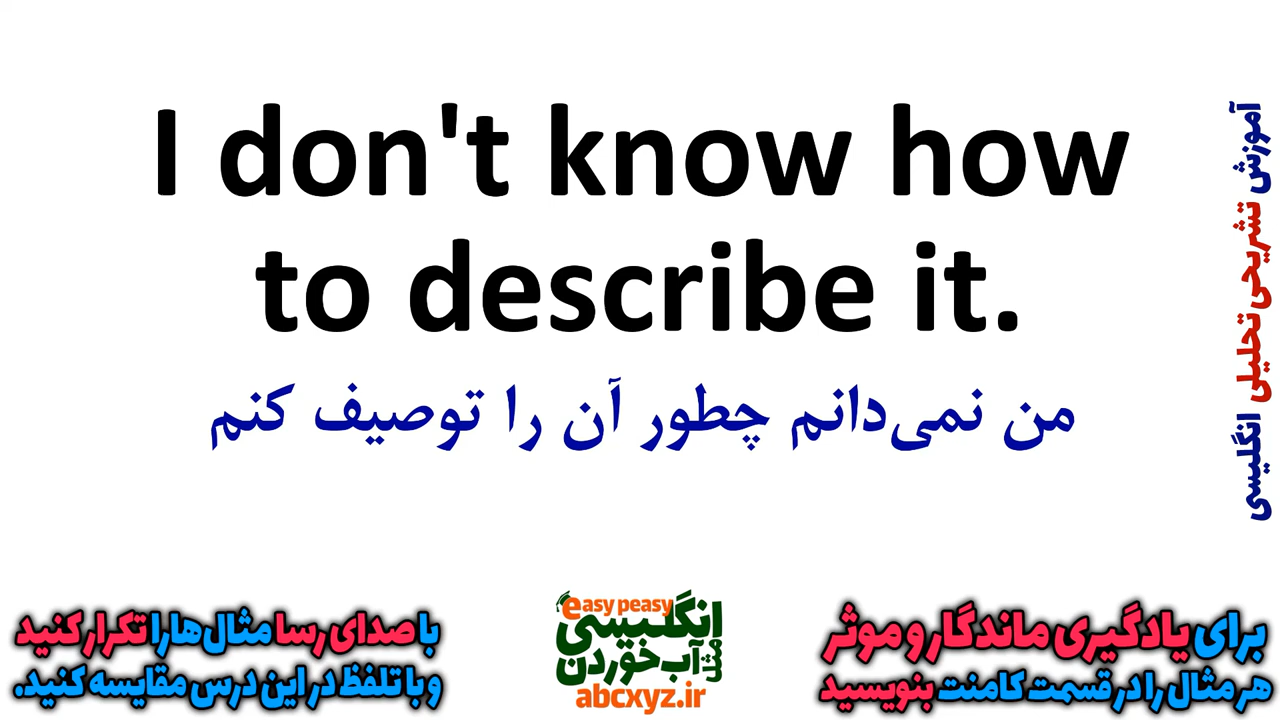 I don't know how
to describe it.
من نمی‌دانم چطور آن را توصیف کنم
آموزش تشریحی تحلیلی انگلیسی
برای یادگیری ماندگار و موثر
هر مثال را در قسمت کامنت بنویسید
easy peasy
انگلیسی
مثل آب خوردن
abcxyz.ir
با صدای رسا مثال‌ها را تکرار کنید
و با تلفظ در این درس مقایسه کنید.